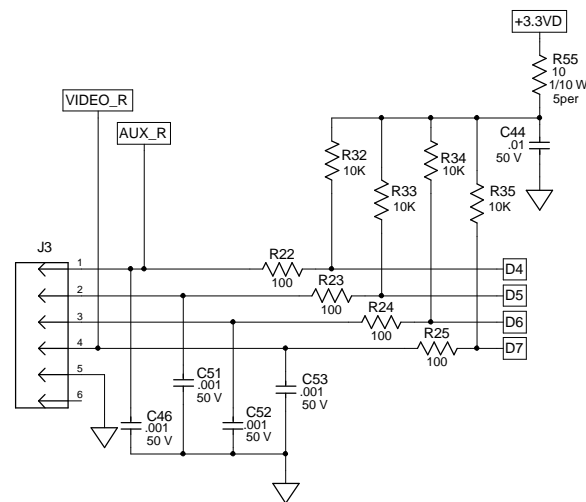 +3.3VD
R55
10
1/10 W
5per
VIDEO_R
AUX_R
C44
.01
50 V
R32
10K
R33
10K
R34
10K
R35
10K
J3
1
R22
100
D4
2
R23
100
D5
3
R24
100
D6
4
R25
100
D7
5
6
C46
.001
50 V
C51
.001
50 V
C52
.001
50 V
C53
.001
50 V